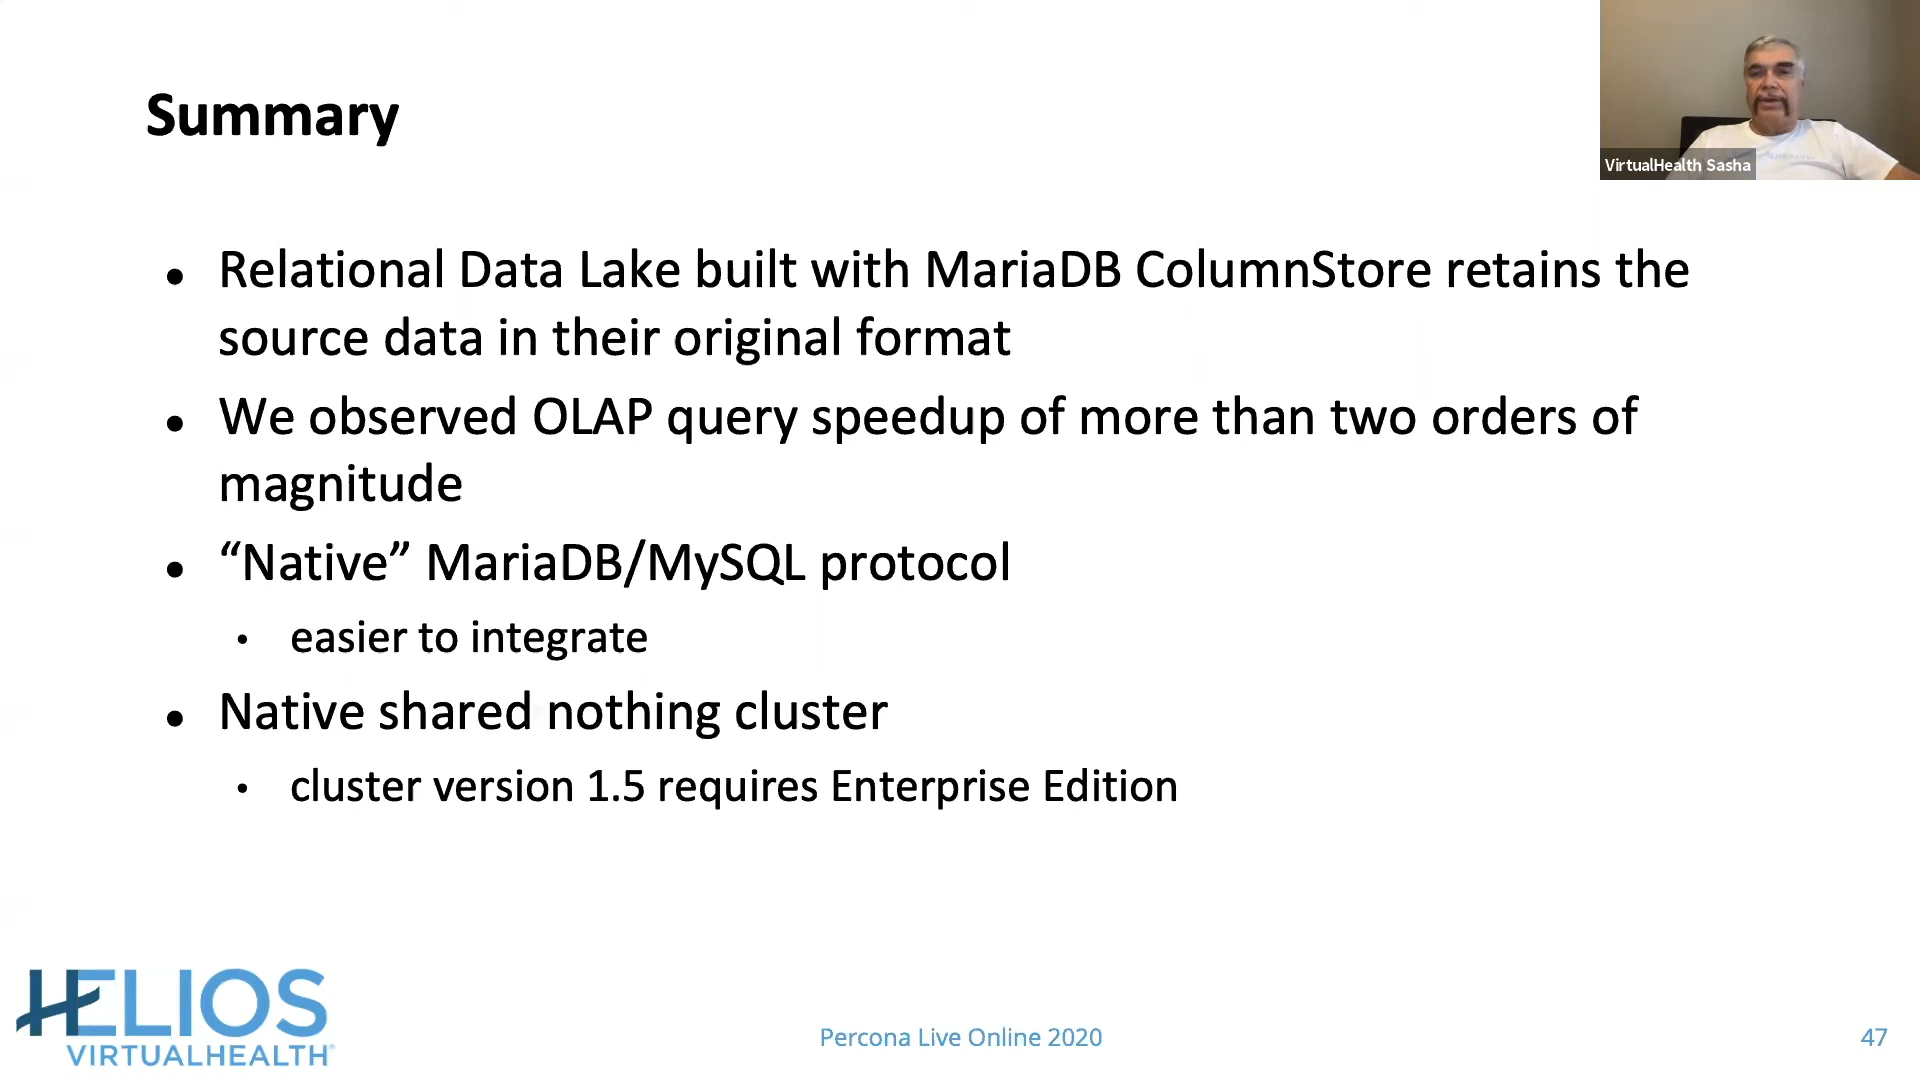 Summary
VirtualHealth Sasha
● Relational Data Lake built with MariaDB ColumnStore retains the
source data in their original format
● We observed OLAP query speedup of more than two orders of
magnitude
● “Native” MariaDB/MySQL protocol
• easier to integrate
● Native shared nothing cluster
• cluster version 1.5 requires Enterprise Edition
HELIOS
VIRTUALHEALTH
Percona Live Online 2020
47